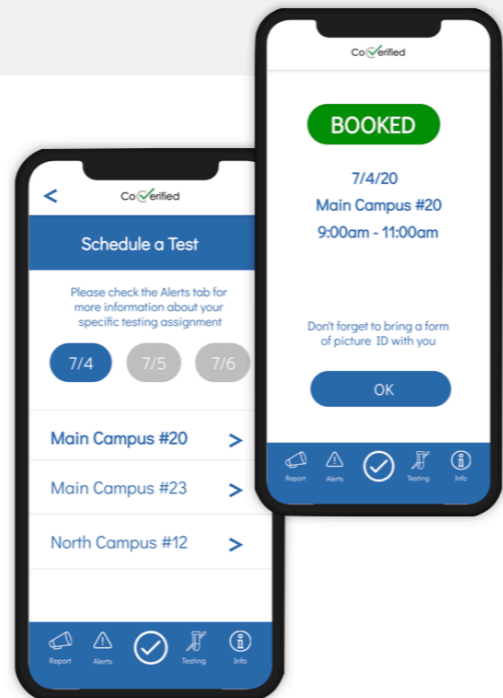 <
CoVerified
Schedule a Test
Please check the Alerts tab for
more information about your
specific testing assignment
7/4 7/5 7/6
Main Campus #20 >
Main Campus #23 >
North Campus #12 >
Report Alerts Testing Info
CoVerified
BOOKED
7/4/20
Main Campus #20
9:00am - 11:00am
Don't forget to bring a form
of picture ID with you
OK
Report Alerts Testing Info